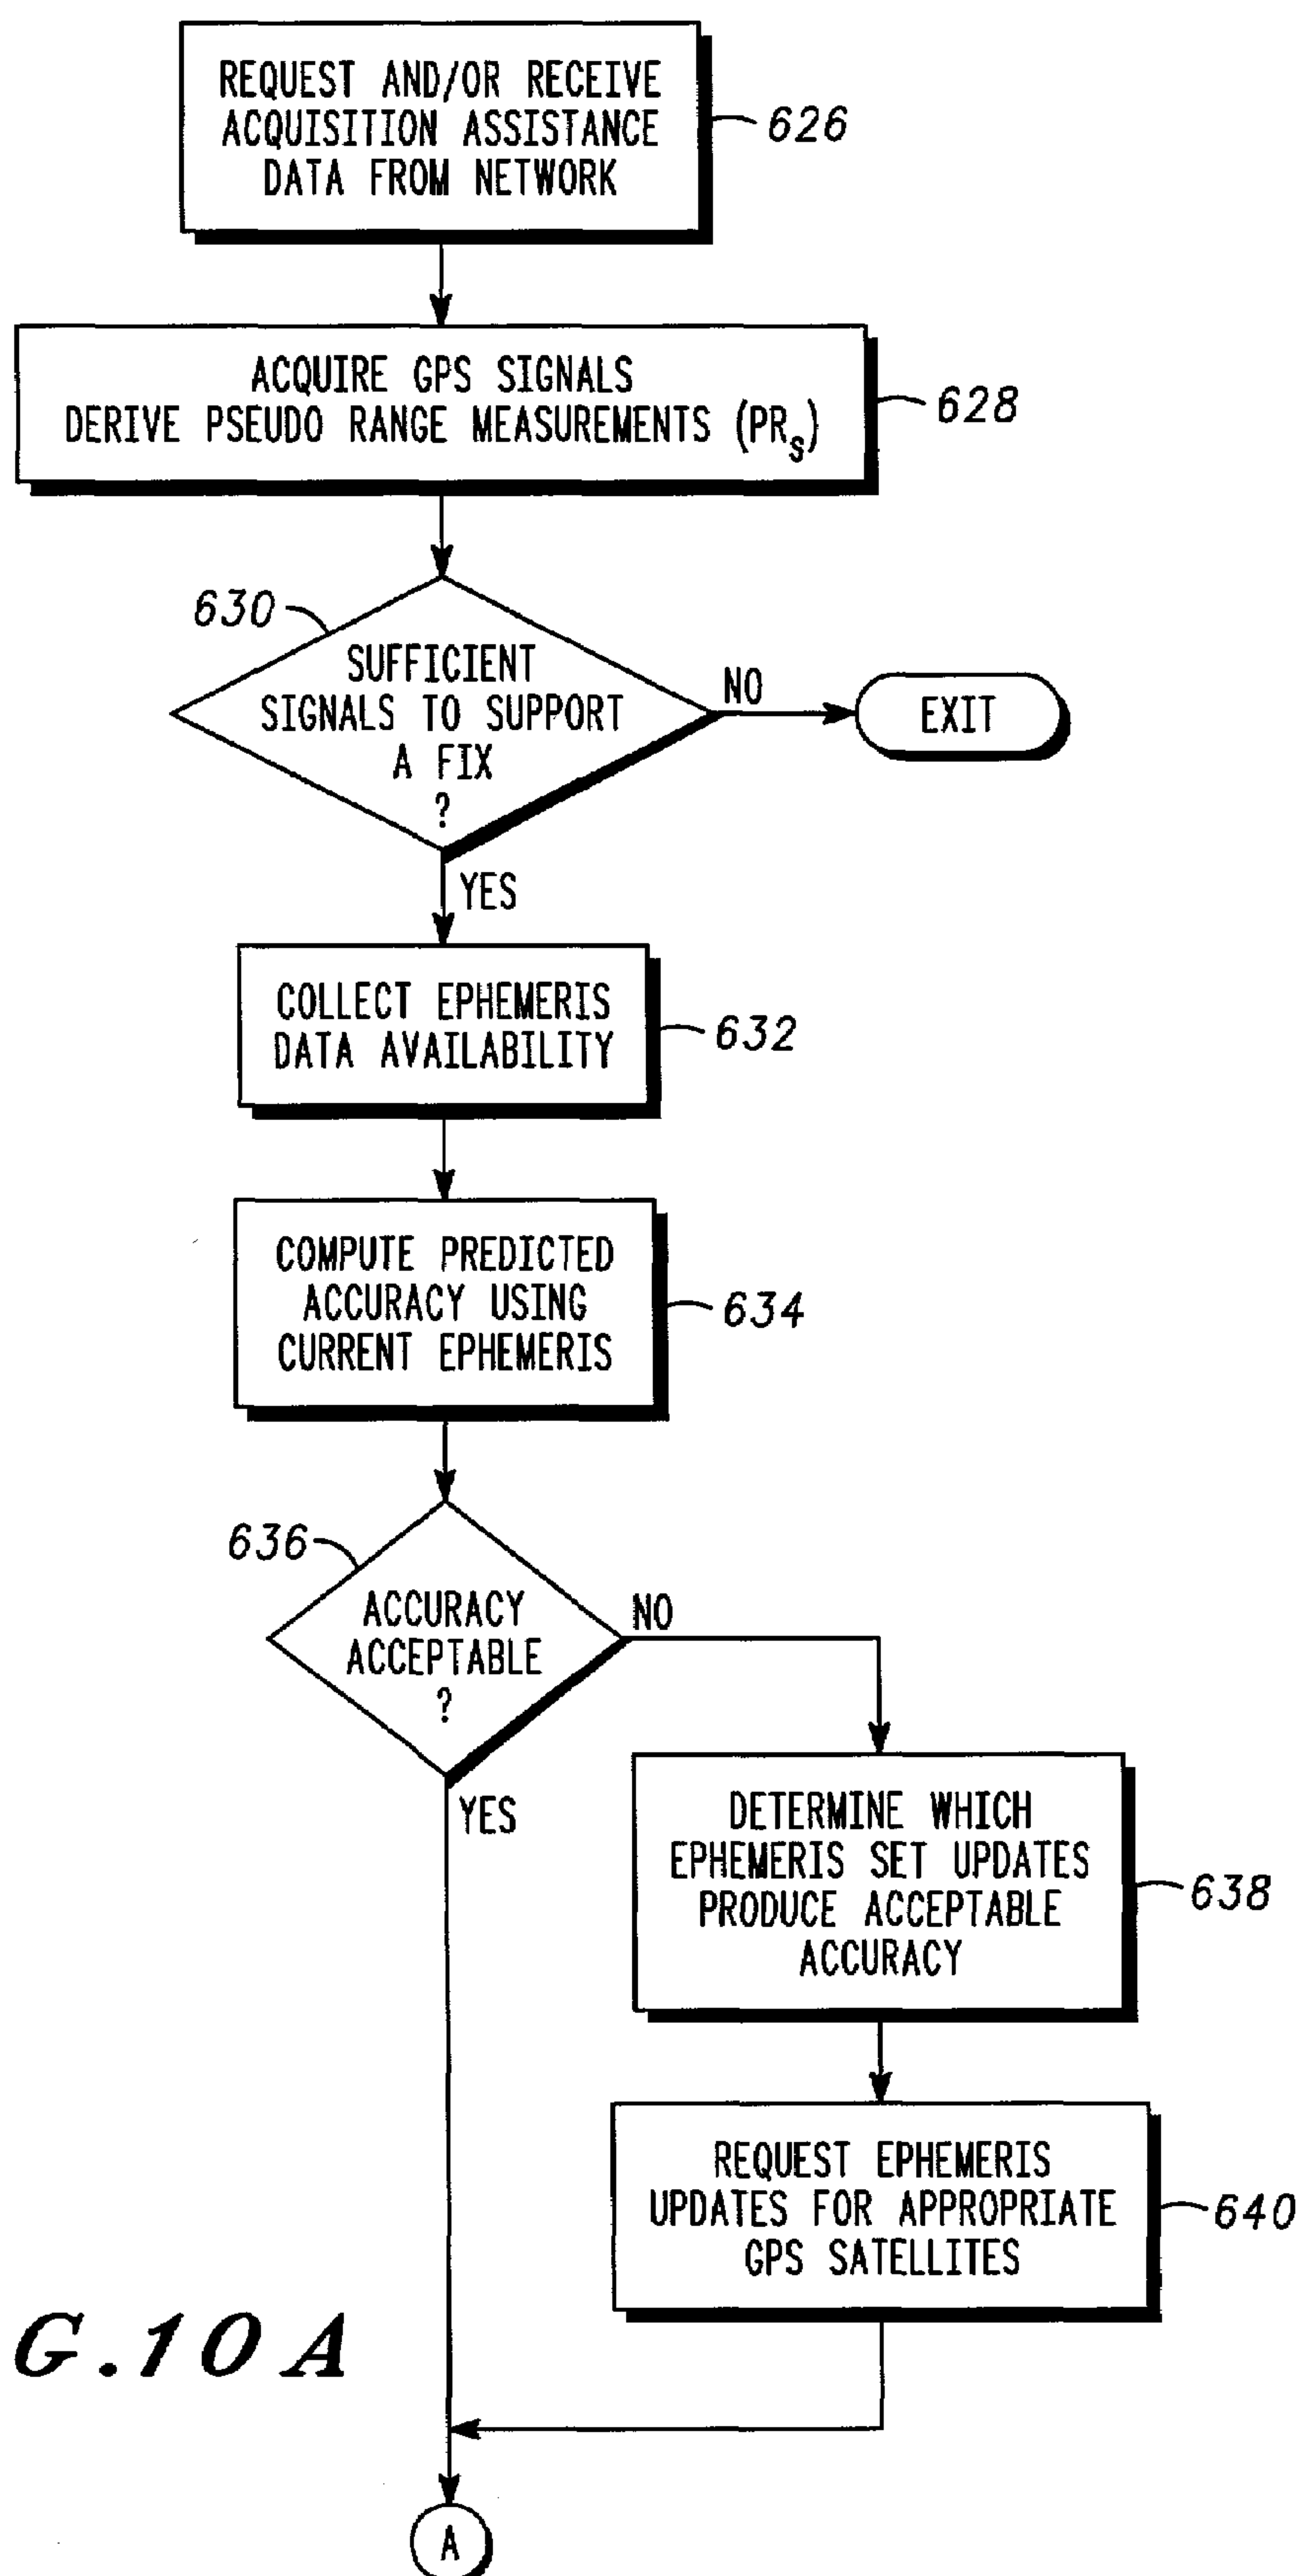 REQUEST AND/OR RECEIVE
ACQUISITION ASSISTANCE
DATA FROM NETWORK
626
ACQUIRE GPS SIGNALS
DERIVE PSEUDO RANGE MEASUREMENTS (PRs)
628
630
SUFFICIENT
SIGNALS TO SUPPORT
A FIX
?
NO
EXIT
YES
COLLECT EPHEMERIS
DATA AVAILABILITY
632
COMPUTE PREDICTED
ACCURACY USING
CURRENT EPHEMERIS
634
636
ACCURACY
ACCEPTABLE
?
NO
YES
DETERMINE WHICH
EPHEMERIS SET UPDATES
PRODUCE ACCEPTABLE
ACCURACY
638
REQUEST EPHEMERIS
UPDATES FOR APPROPRIATE
GPS SATELLITES
640
G.10A
A